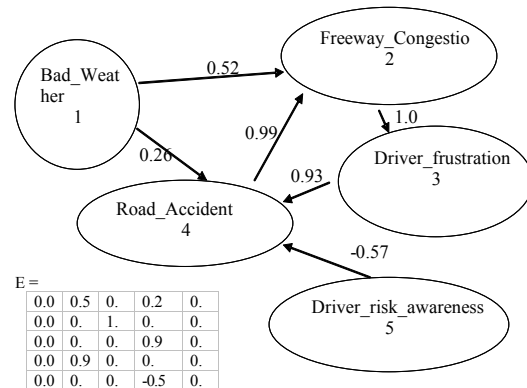 Freeway_Congestio
2
Bad_Weat
her
1
0.52
0.99
1.0
0.26
Driver_frustration
3
0.93
Road_Accident
4
-0.57
E =
0.0 0.5 0. 0.2 0.
0.0 0. 1. 0. 0.
0.0 0. 0. 0.9 0.
0.0 0.9 0. 0. 0.
0.0 0. 0. -0.5 0.
Driver_risk_awareness
5